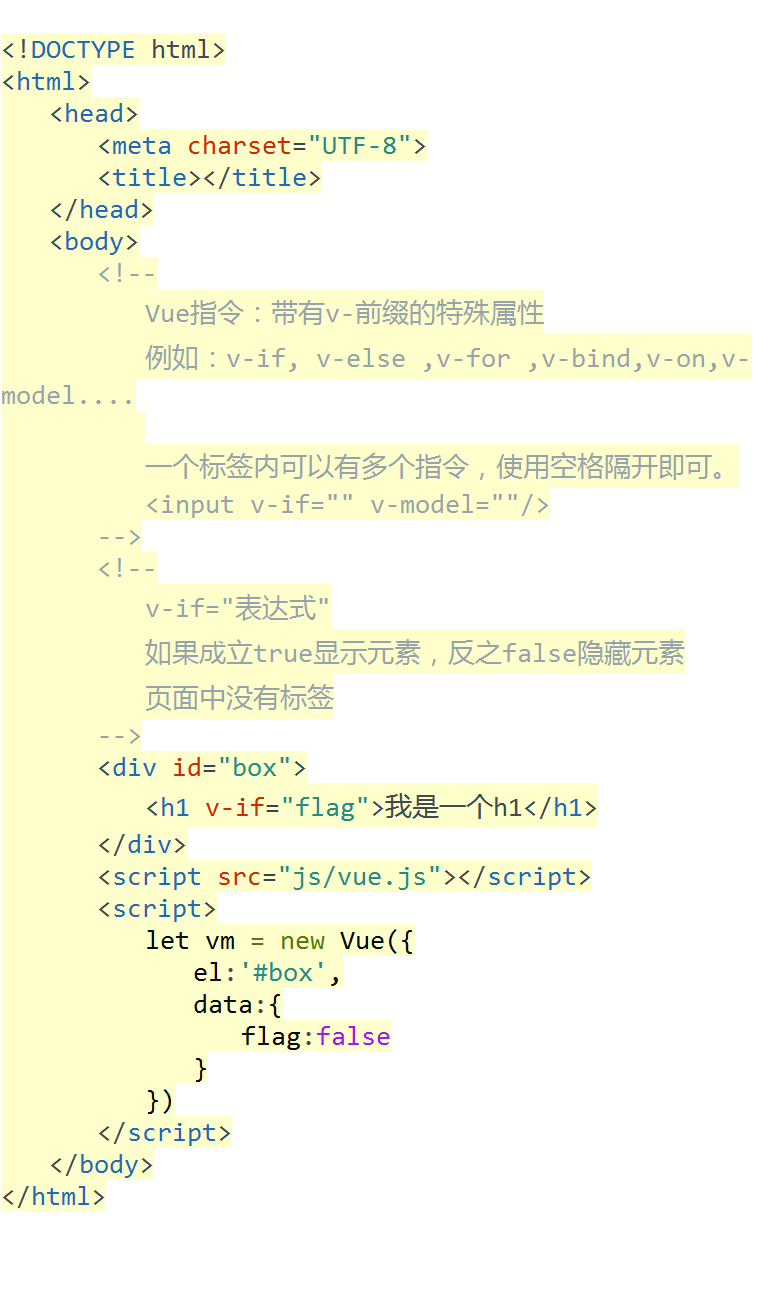 <!DOCTYPE html>
<html>
<head>
<meta charset="UTF-8">
<title></title>
</head>
<body>
<!--
Vue指令：带有v-前缀的特殊属性
例如：v-if, v-else ,v-for ,v-bind,v-on,v-
model....
一个标签内可以有多个指令，使用空格隔开即可。
<input v-if="" v-model=""/>
-->
<!--
v-if="表达式"
如果成立true显示元素，反之false隐藏元素
页面中没有标签
-->
<div id="box">
<h1 v-if="flag">我是一个h1</h1>
</div>
<script src="js/vue.js"></script>
<script>
let vm = new Vue({
el:'#box',
data:{
flag:false
}
})
</script>
</body>
</html>